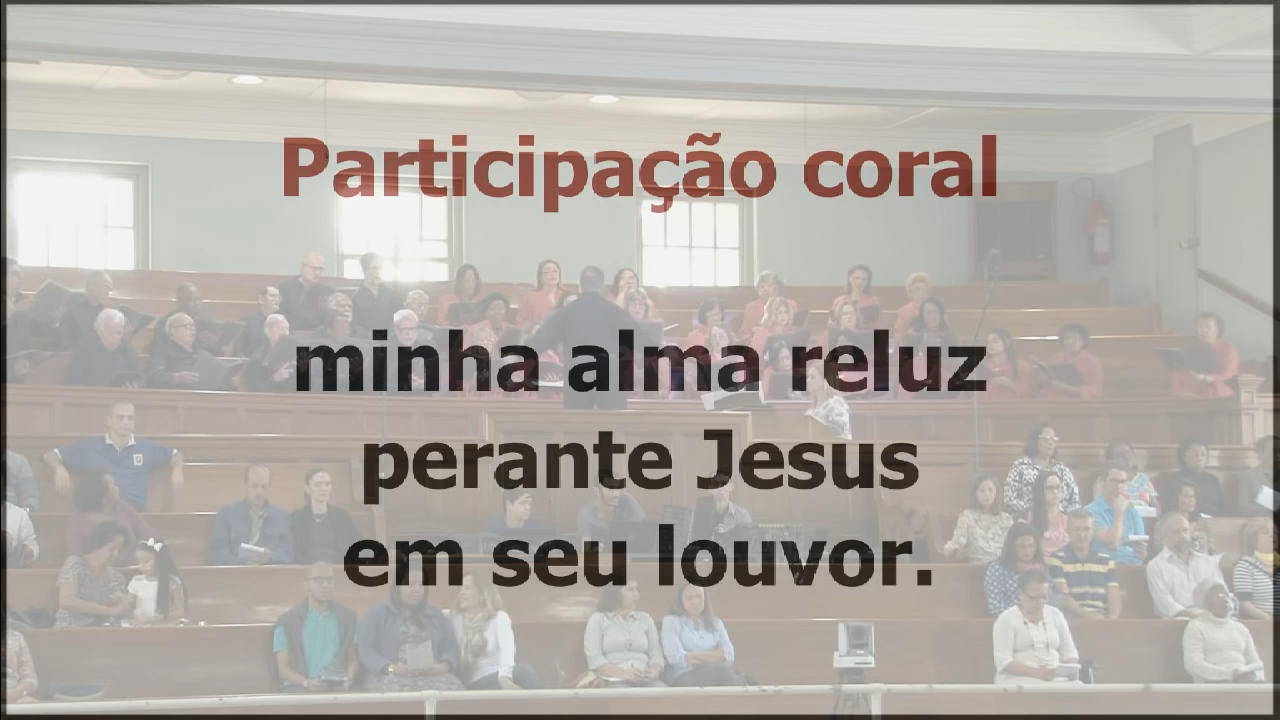 Participação coral
minha alma reluz
perante Jesus
em seu louvor.